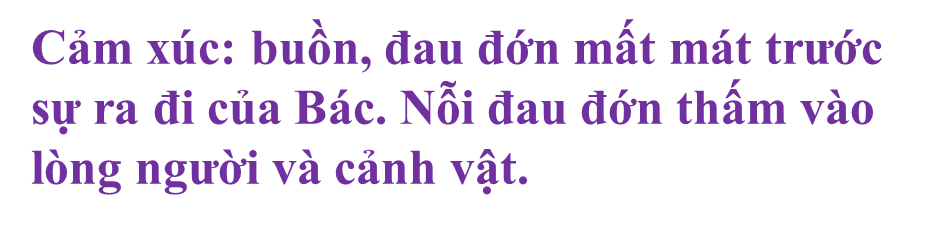 Cảm xúc: buồn, đau đớn mất mát trước
sự ra đi của Bác. Nỗi đau đớn thấm vào
lòng người và cảnh vật.